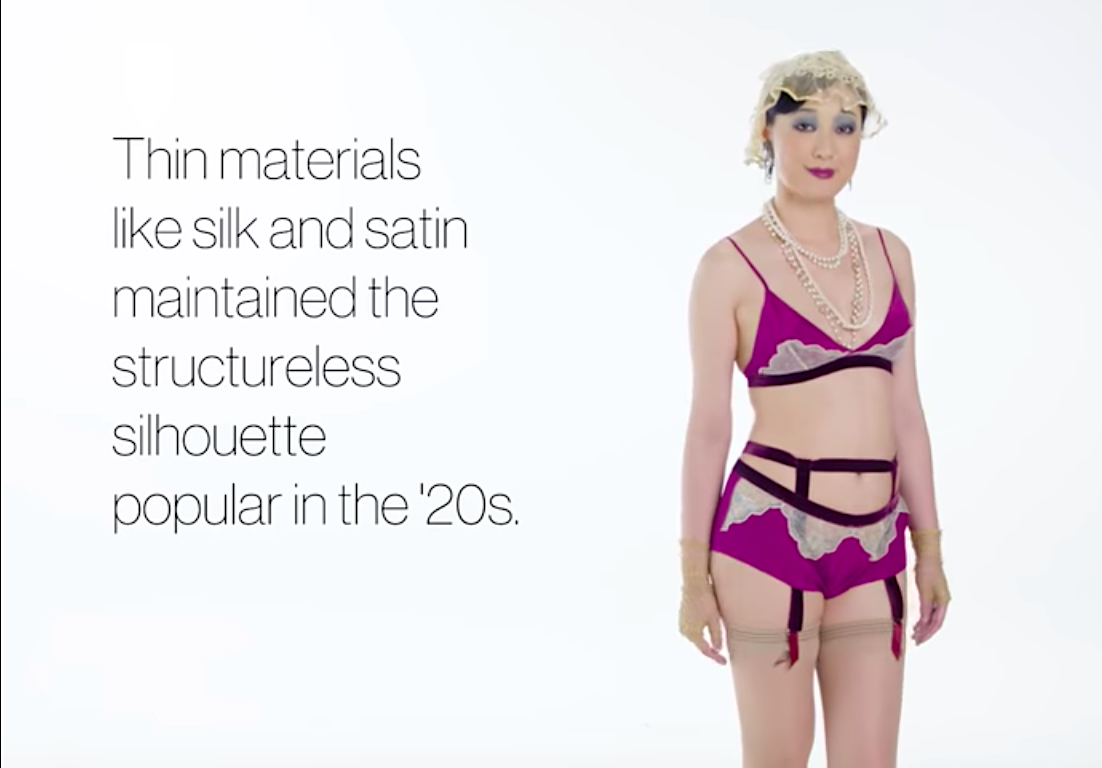 Thin materials
like silk and satin
maintained the
structureless
silhouette
popular in the '20s.